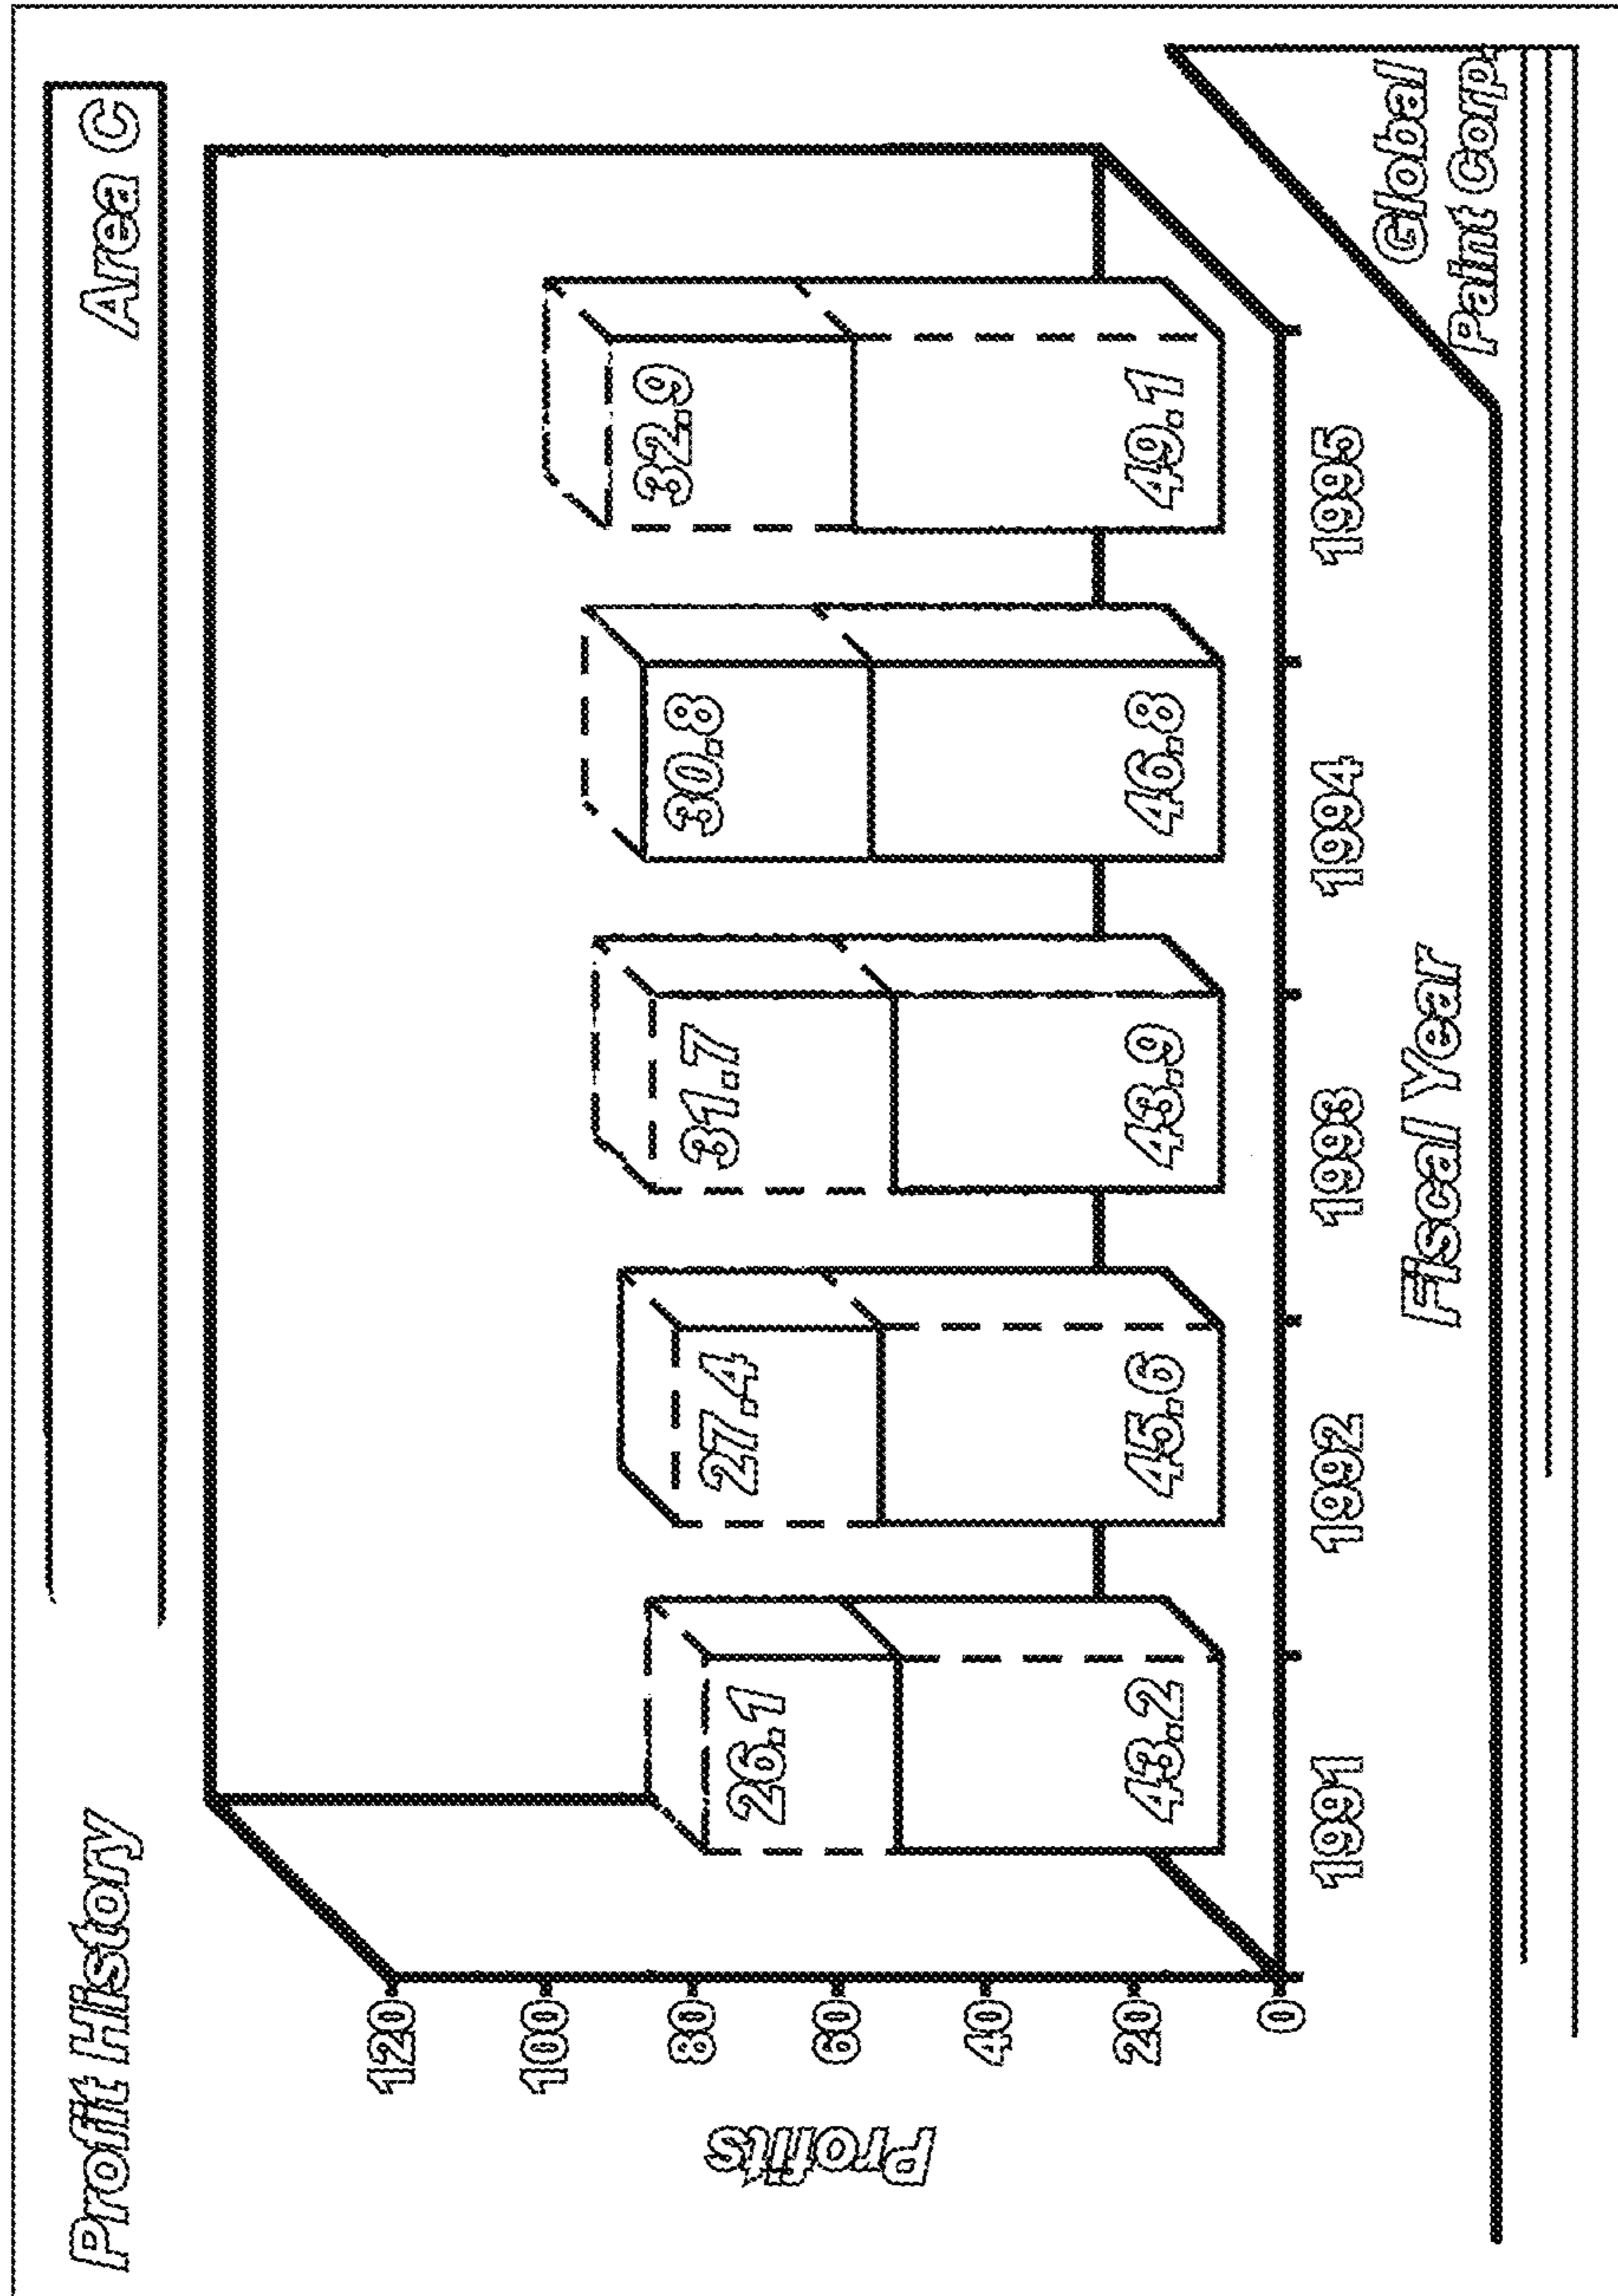 Profit History
Area C
Profits
120
100
80
60
40
20
0
26.1 27.4 31.7 30.8 32.9
43.2 45.6 43.9 46.8 49.1
1991 1992 1993 1994 1995
Fiscal Year
Global
Paint Corp.